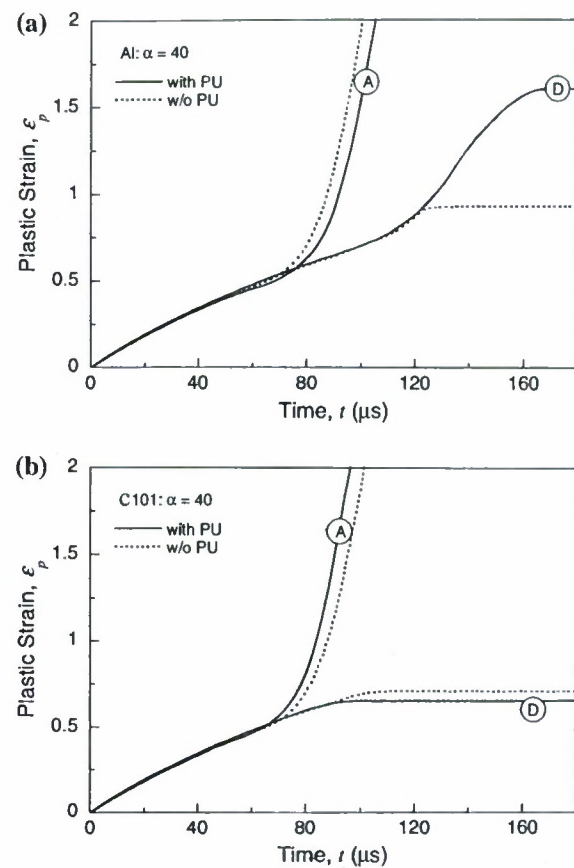 (a)
Al: α = 40
with PU
w/o PU
A
D
Plastic Strain, εp
2
1.5
1
0.5
0
0 40 80 120 160
Time, t (μs)
(b)
C101: α = 40
with PU
w/o PU
A
D
Plastic Strain, εp
2
1.5
1
0.5
0
0 40 80 120 160
Time, t (μs)